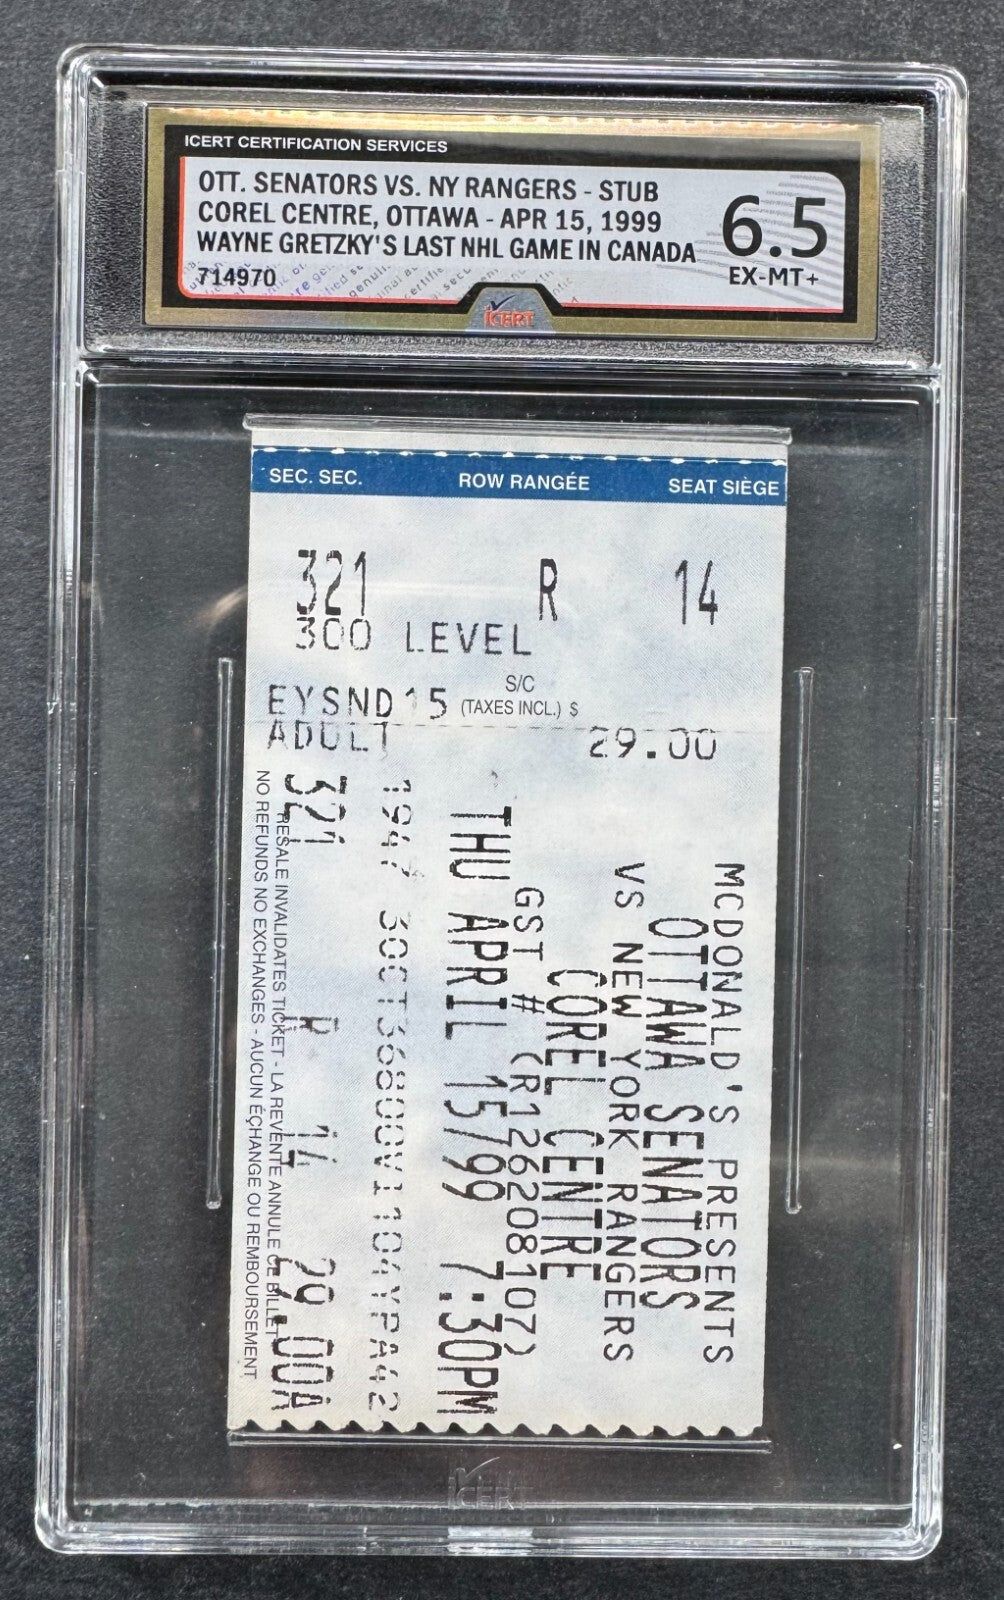 ICERT CERTIFICATION SERVICES
OTT. SENATORS VS. NY RANGERS - STUB
COREL CENTRE, OTTAWA - APR 15, 1999
WAYNE GRETZKY'S LAST NHL GAME IN CANADA
714970
6.5
EX-MT+
ICERT
SEC. SEC. ROW RANGÉE SEAT SIÈGE
321 R 14
300 LEVEL
S/C
EYSND15 (TAXES INCL.) $
ADULT 29.00
MCDONALD'S PRESENTS
OTTAWA SENATORS
VS NEW YORK RANGERS
COREL CENTRE
GST # (R126208107)
THU APRIL 15/99 7:30PM
30CT36800V1104YPA42
321 R 14 29.00A
RESALE INVALIDATES TICKET - LA REVENTE ANNULE CE BILLET
NO REFUNDS NO EXCHANGES - AUCUN ÉCHANGE OU REMBOURSEMENT
ICERT